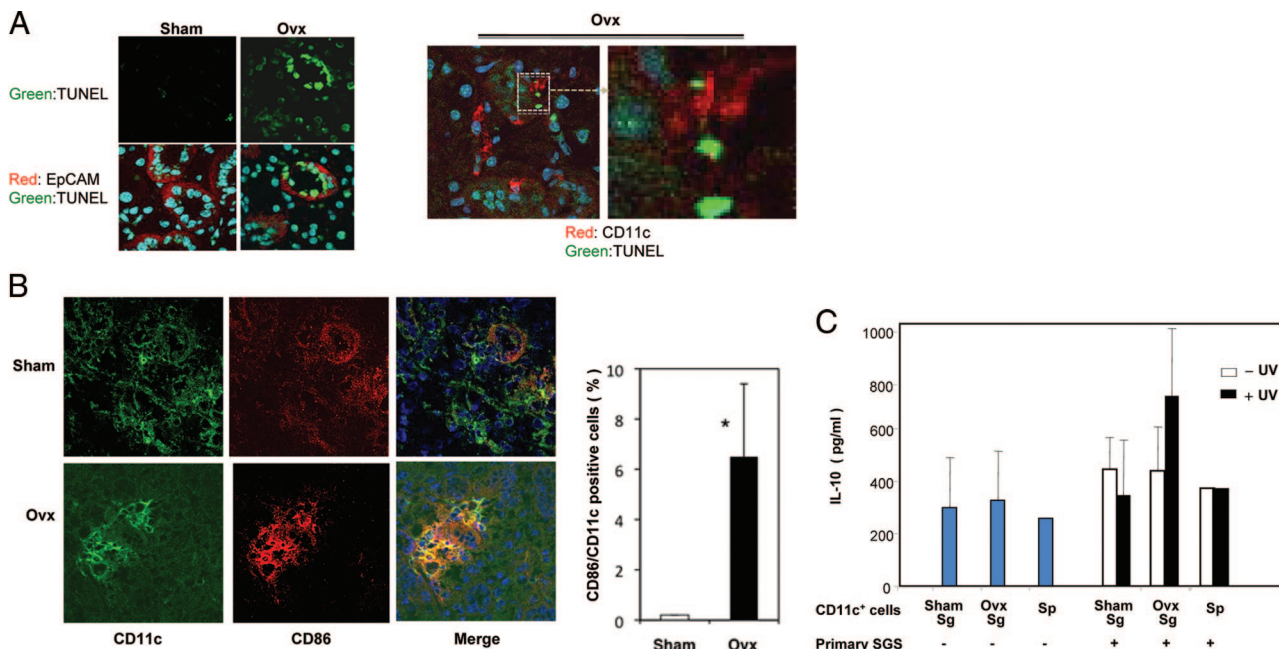 A
Sham Ovx
Green:TUNEL
Red: EpCAM
Green:TUNEL
Ovx
Red: CD11c
Green:TUNEL
B
Sham
Ovx
CD11c CD86 Merge
CD86/CD11c positive cells ( % )
10
8
6
4
2
0
*
Sham Ovx
C
IL-10 ( pg/ml )
1000
800
600
400
200
0
– UV
+ UV
CD11c+ cells Sham Sg Ovx Sg Sp Sham Sg Ovx Sg Sp
Primary SGS - - - + + +